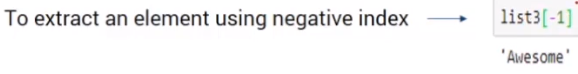 To extract an element using negative index
list3[-1]
'Awesome'